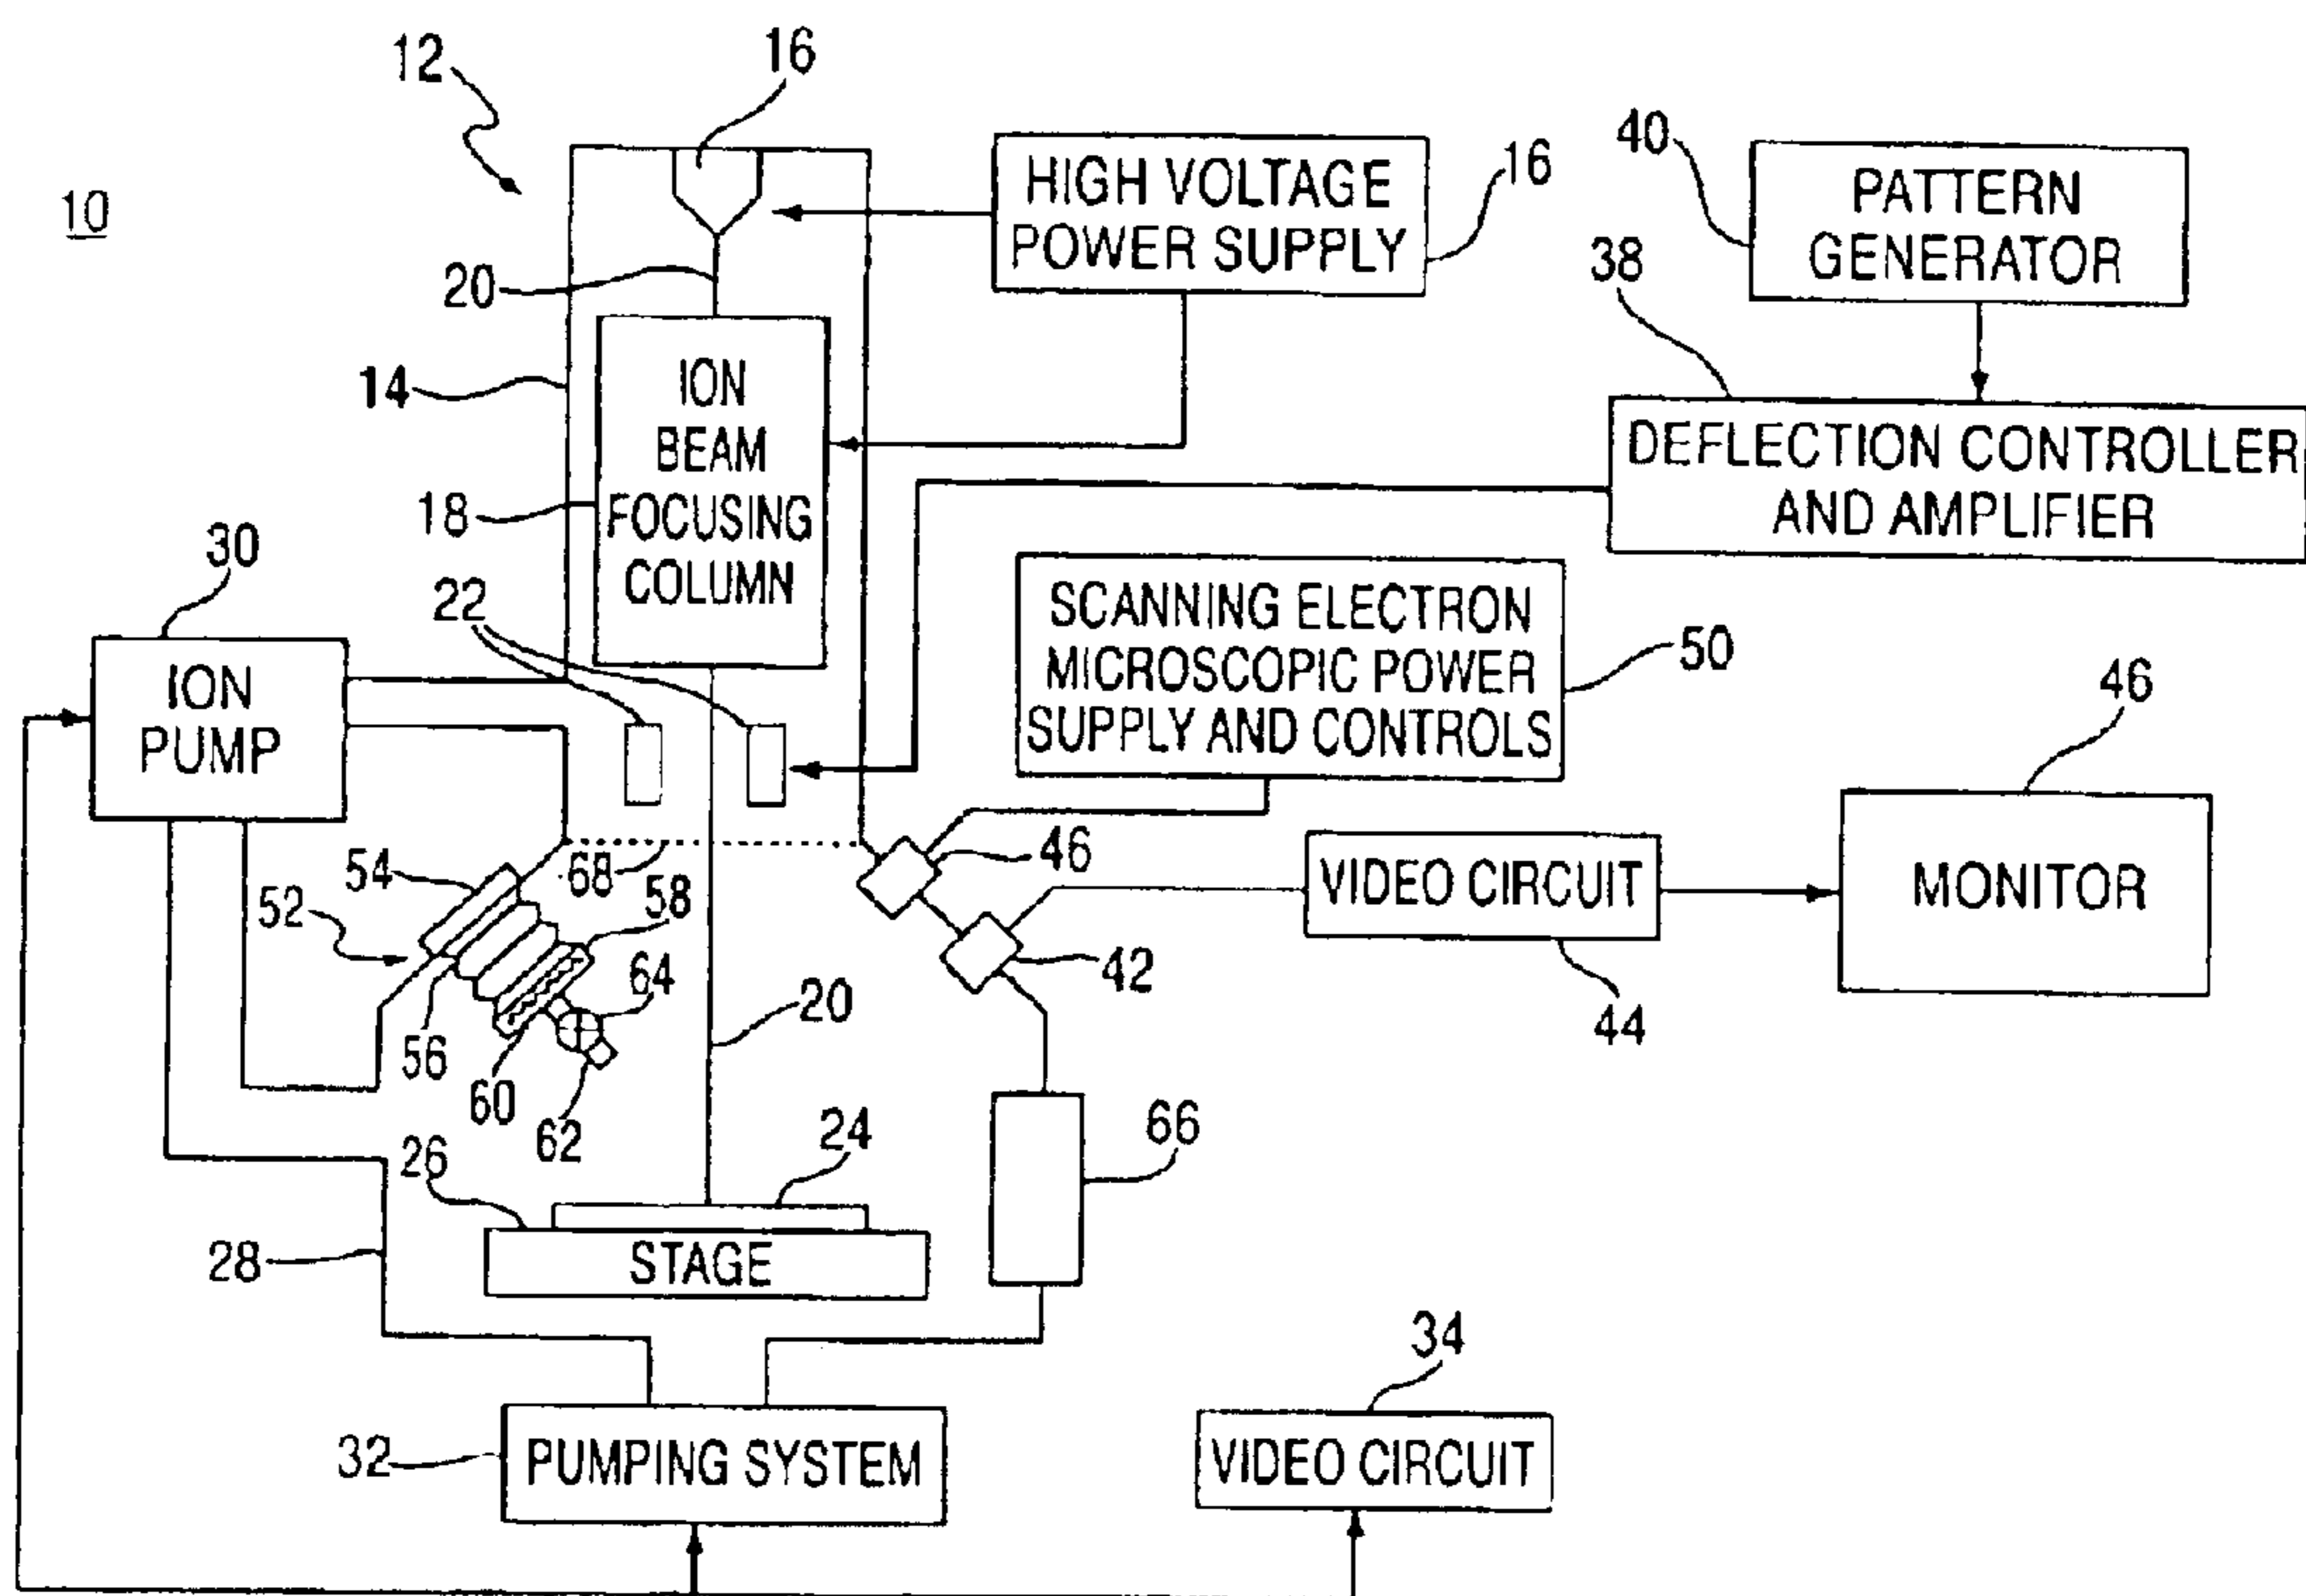 12
16
10
HIGH VOLTAGE
POWER SUPPLY
16
40
PATTERN
GENERATOR
20
38
14
ION
BEAM
FOCUSING
COLUMN
18
DEFLECTION CONTROLLER
AND AMPLIFIER
30
22
SCANNING ELECTRON
MICROSCOPIC POWER
SUPPLY AND CONTROLS
50
ION
PUMP
46
54
68
58
46
VIDEO CIRCUIT
MONITOR
52
64
42
20
44
56
60
62
24
66
26
28
STAGE
34
32
PUMPING SYSTEM
VIDEO CIRCUIT